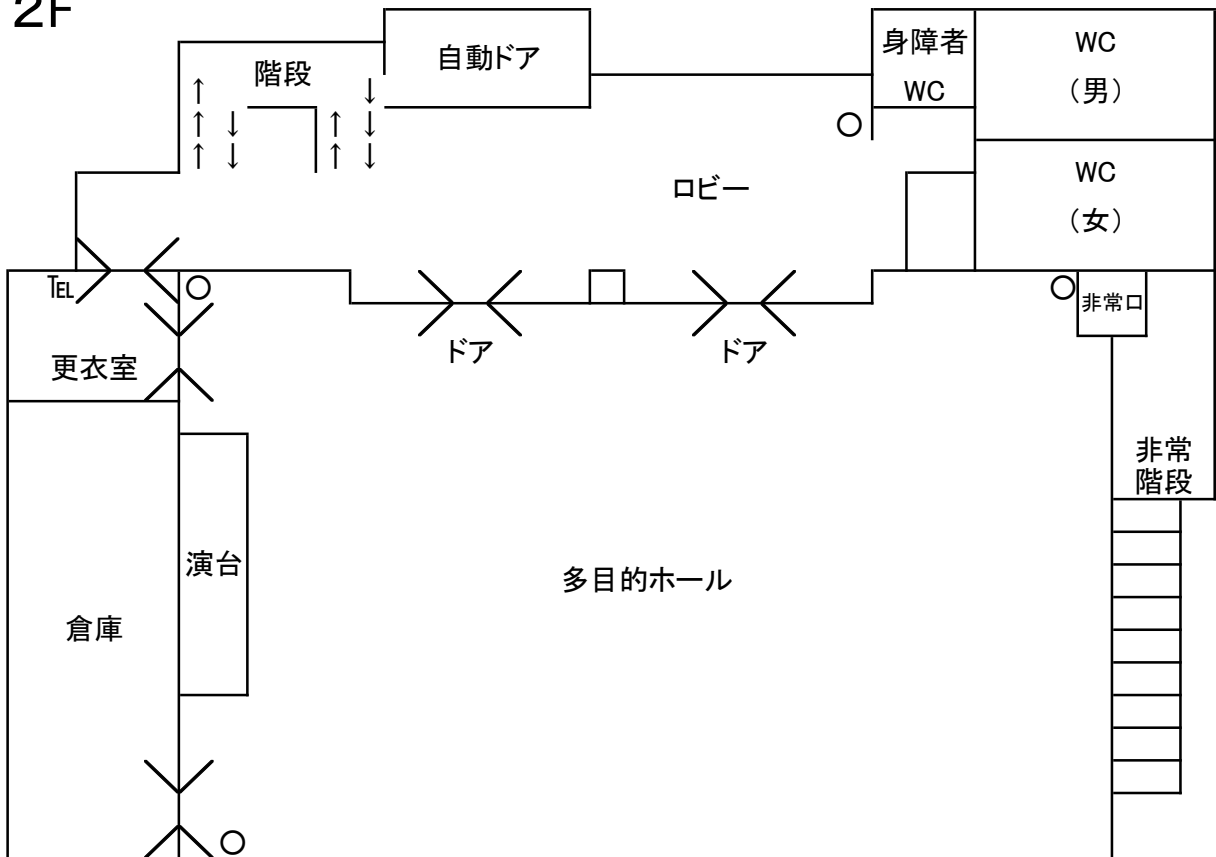 2F
階段
自動ドア
身障者
WC
WC
（男）
WC
（女）
ロビー
℡
更衣室
ドア
ドア
非常口
非常
階段
演台
倉庫
多目的ホール